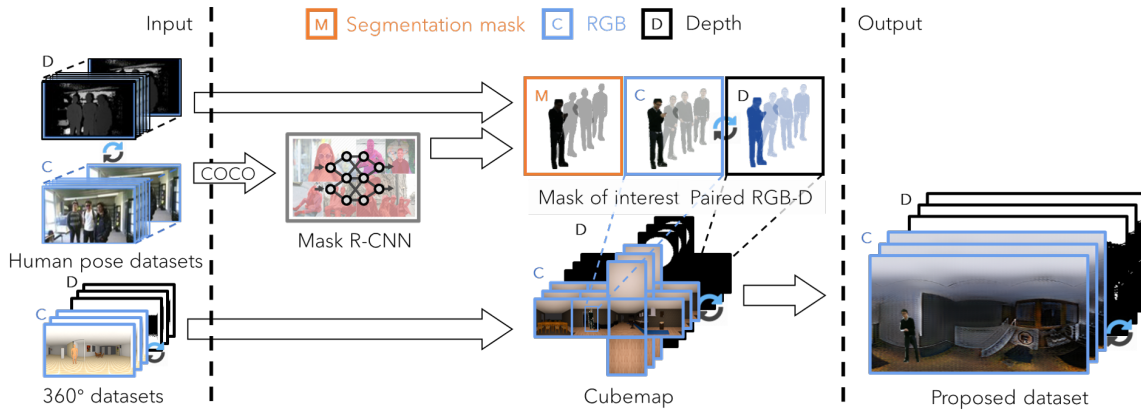 Input
M Segmentation mask C RGB D Depth
Output
D
C
Human pose datasets
COCO
Mask R-CNN
M
C
D
Mask of interest Paired RGB-D
D
C
360° datasets
D
C
Cubemap
D
C
Proposed dataset